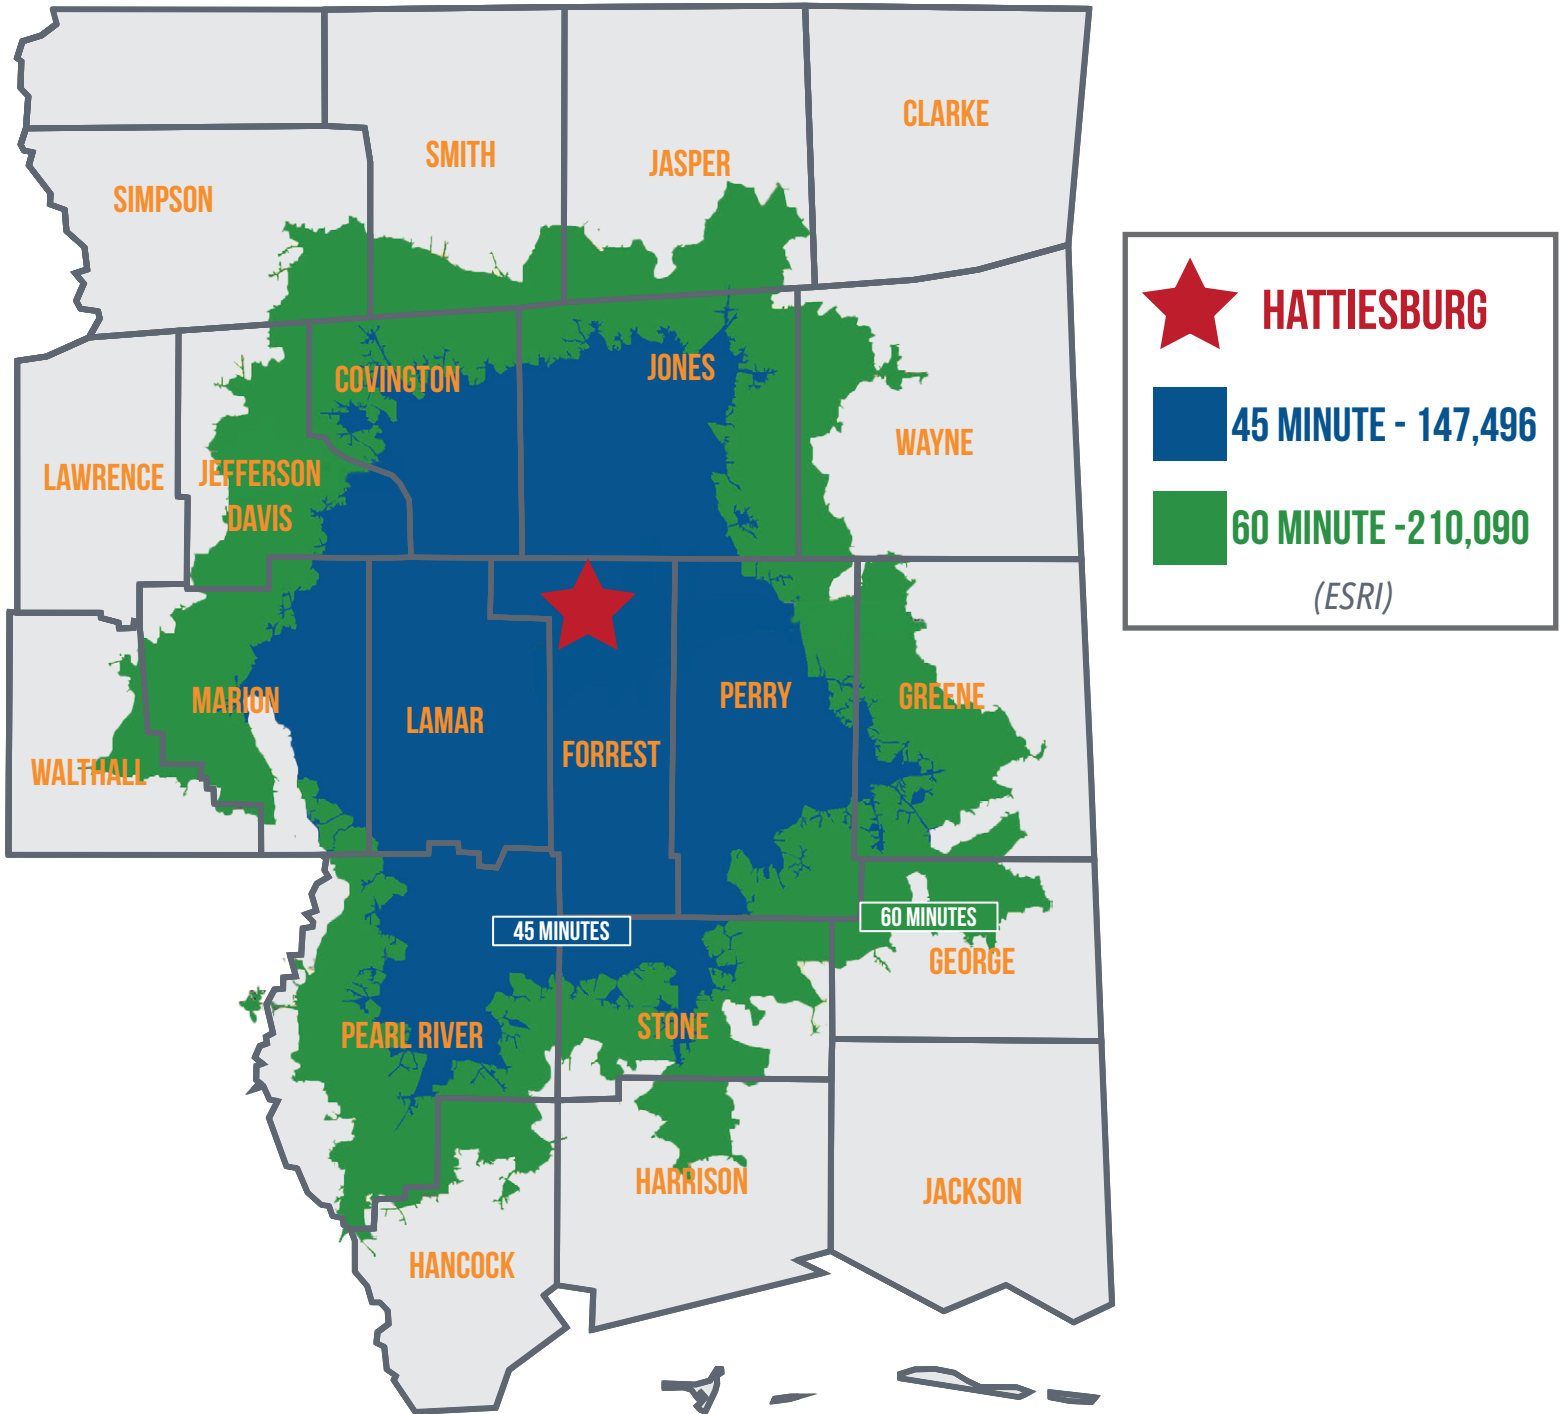 CLARKE
SMITH
JASPER
SIMPSON
HATTIESBURG
COVINGTON
JONES
45 MINUTE - 147,496
WAYNE
LAWRENCE
JEFFERSON
DAVIS
60 MINUTE -210,090
(ESRI)
MARION
LAMAR
PERRY
GREENE
FORREST
WALTHALL
45 MINUTES
60 MINUTES
GEORGE
PEARL RIVER
STONE
HARRISON
JACKSON
HANCOCK